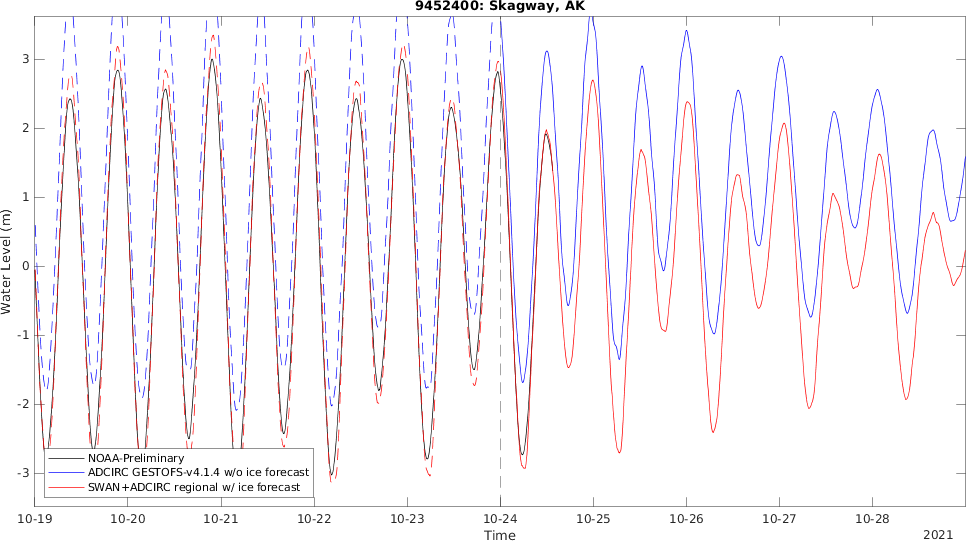 9452400: Skagway, AK
Water Level (m)
3
2
1
0
-1
-2
-3
NOAA-Preliminary
ADCIRC GESTOFS-v4.1.4 w/o ice forecast
SWAN+ADCIRC regional w/ ice forecast
10-19 10-20 10-21 10-22 10-23 10-24 10-25 10-26 10-27 10-28
Time
2021